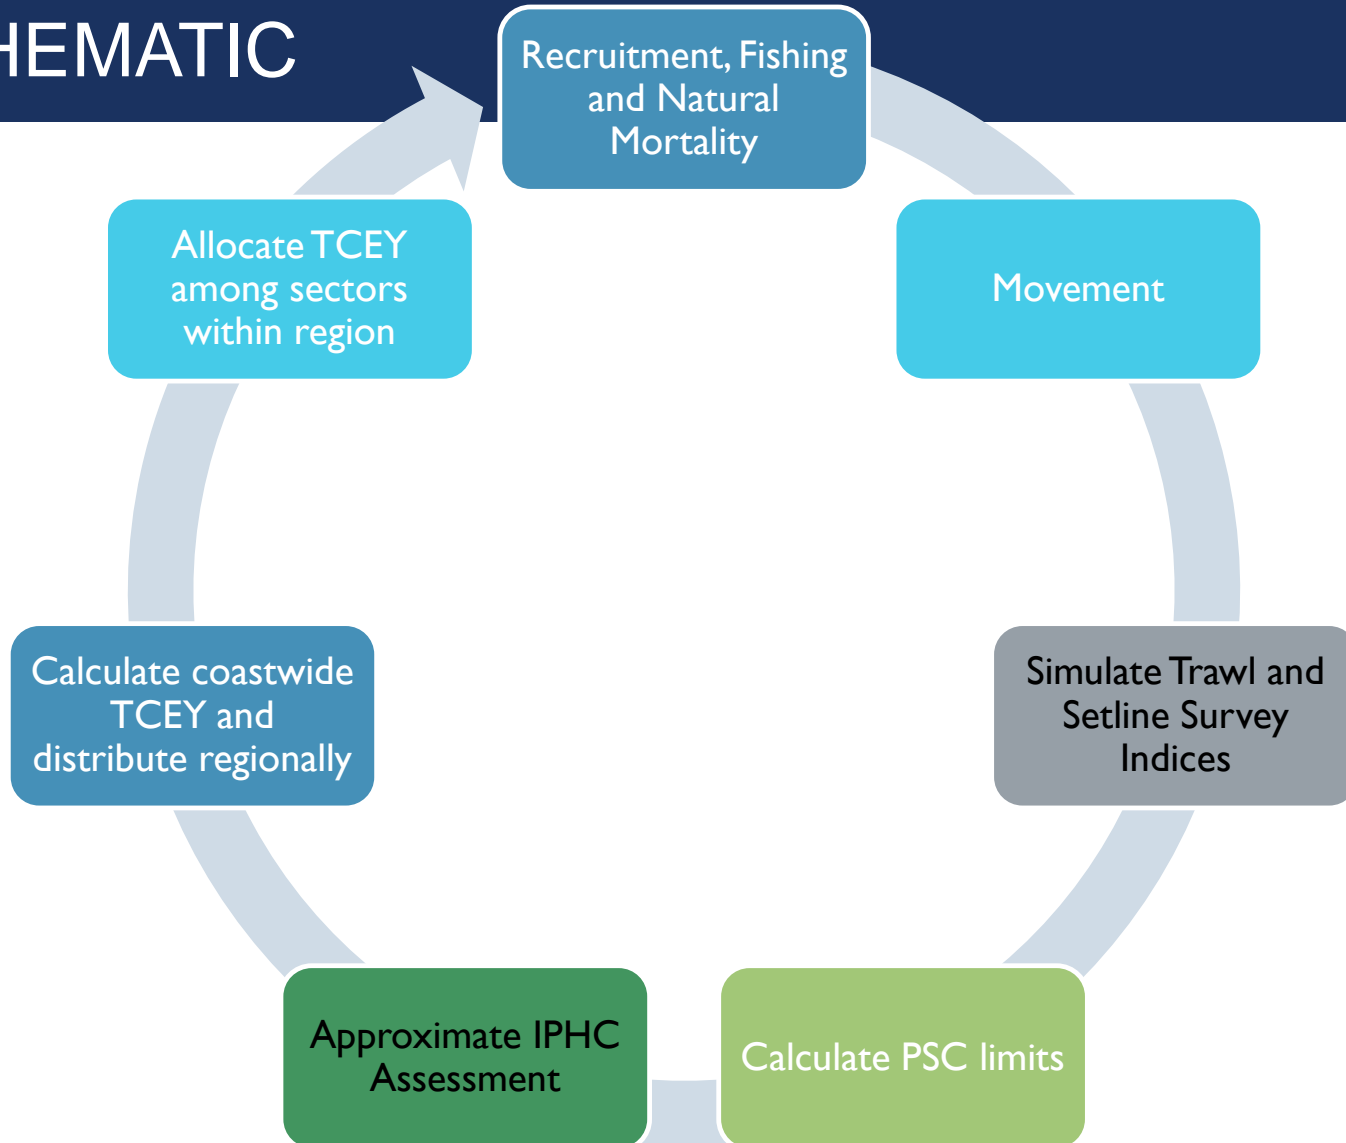 HEMATIC
Recruitment, Fishing
and Natural
Mortality
Movement
Simulate Trawl and
Setline Survey
Indices
Calculate PSC limits
Approximate IPHC
Assessment
Calculate coastwide
TCEY and
distribute regionally
Allocate TCEY
among sectors
within region